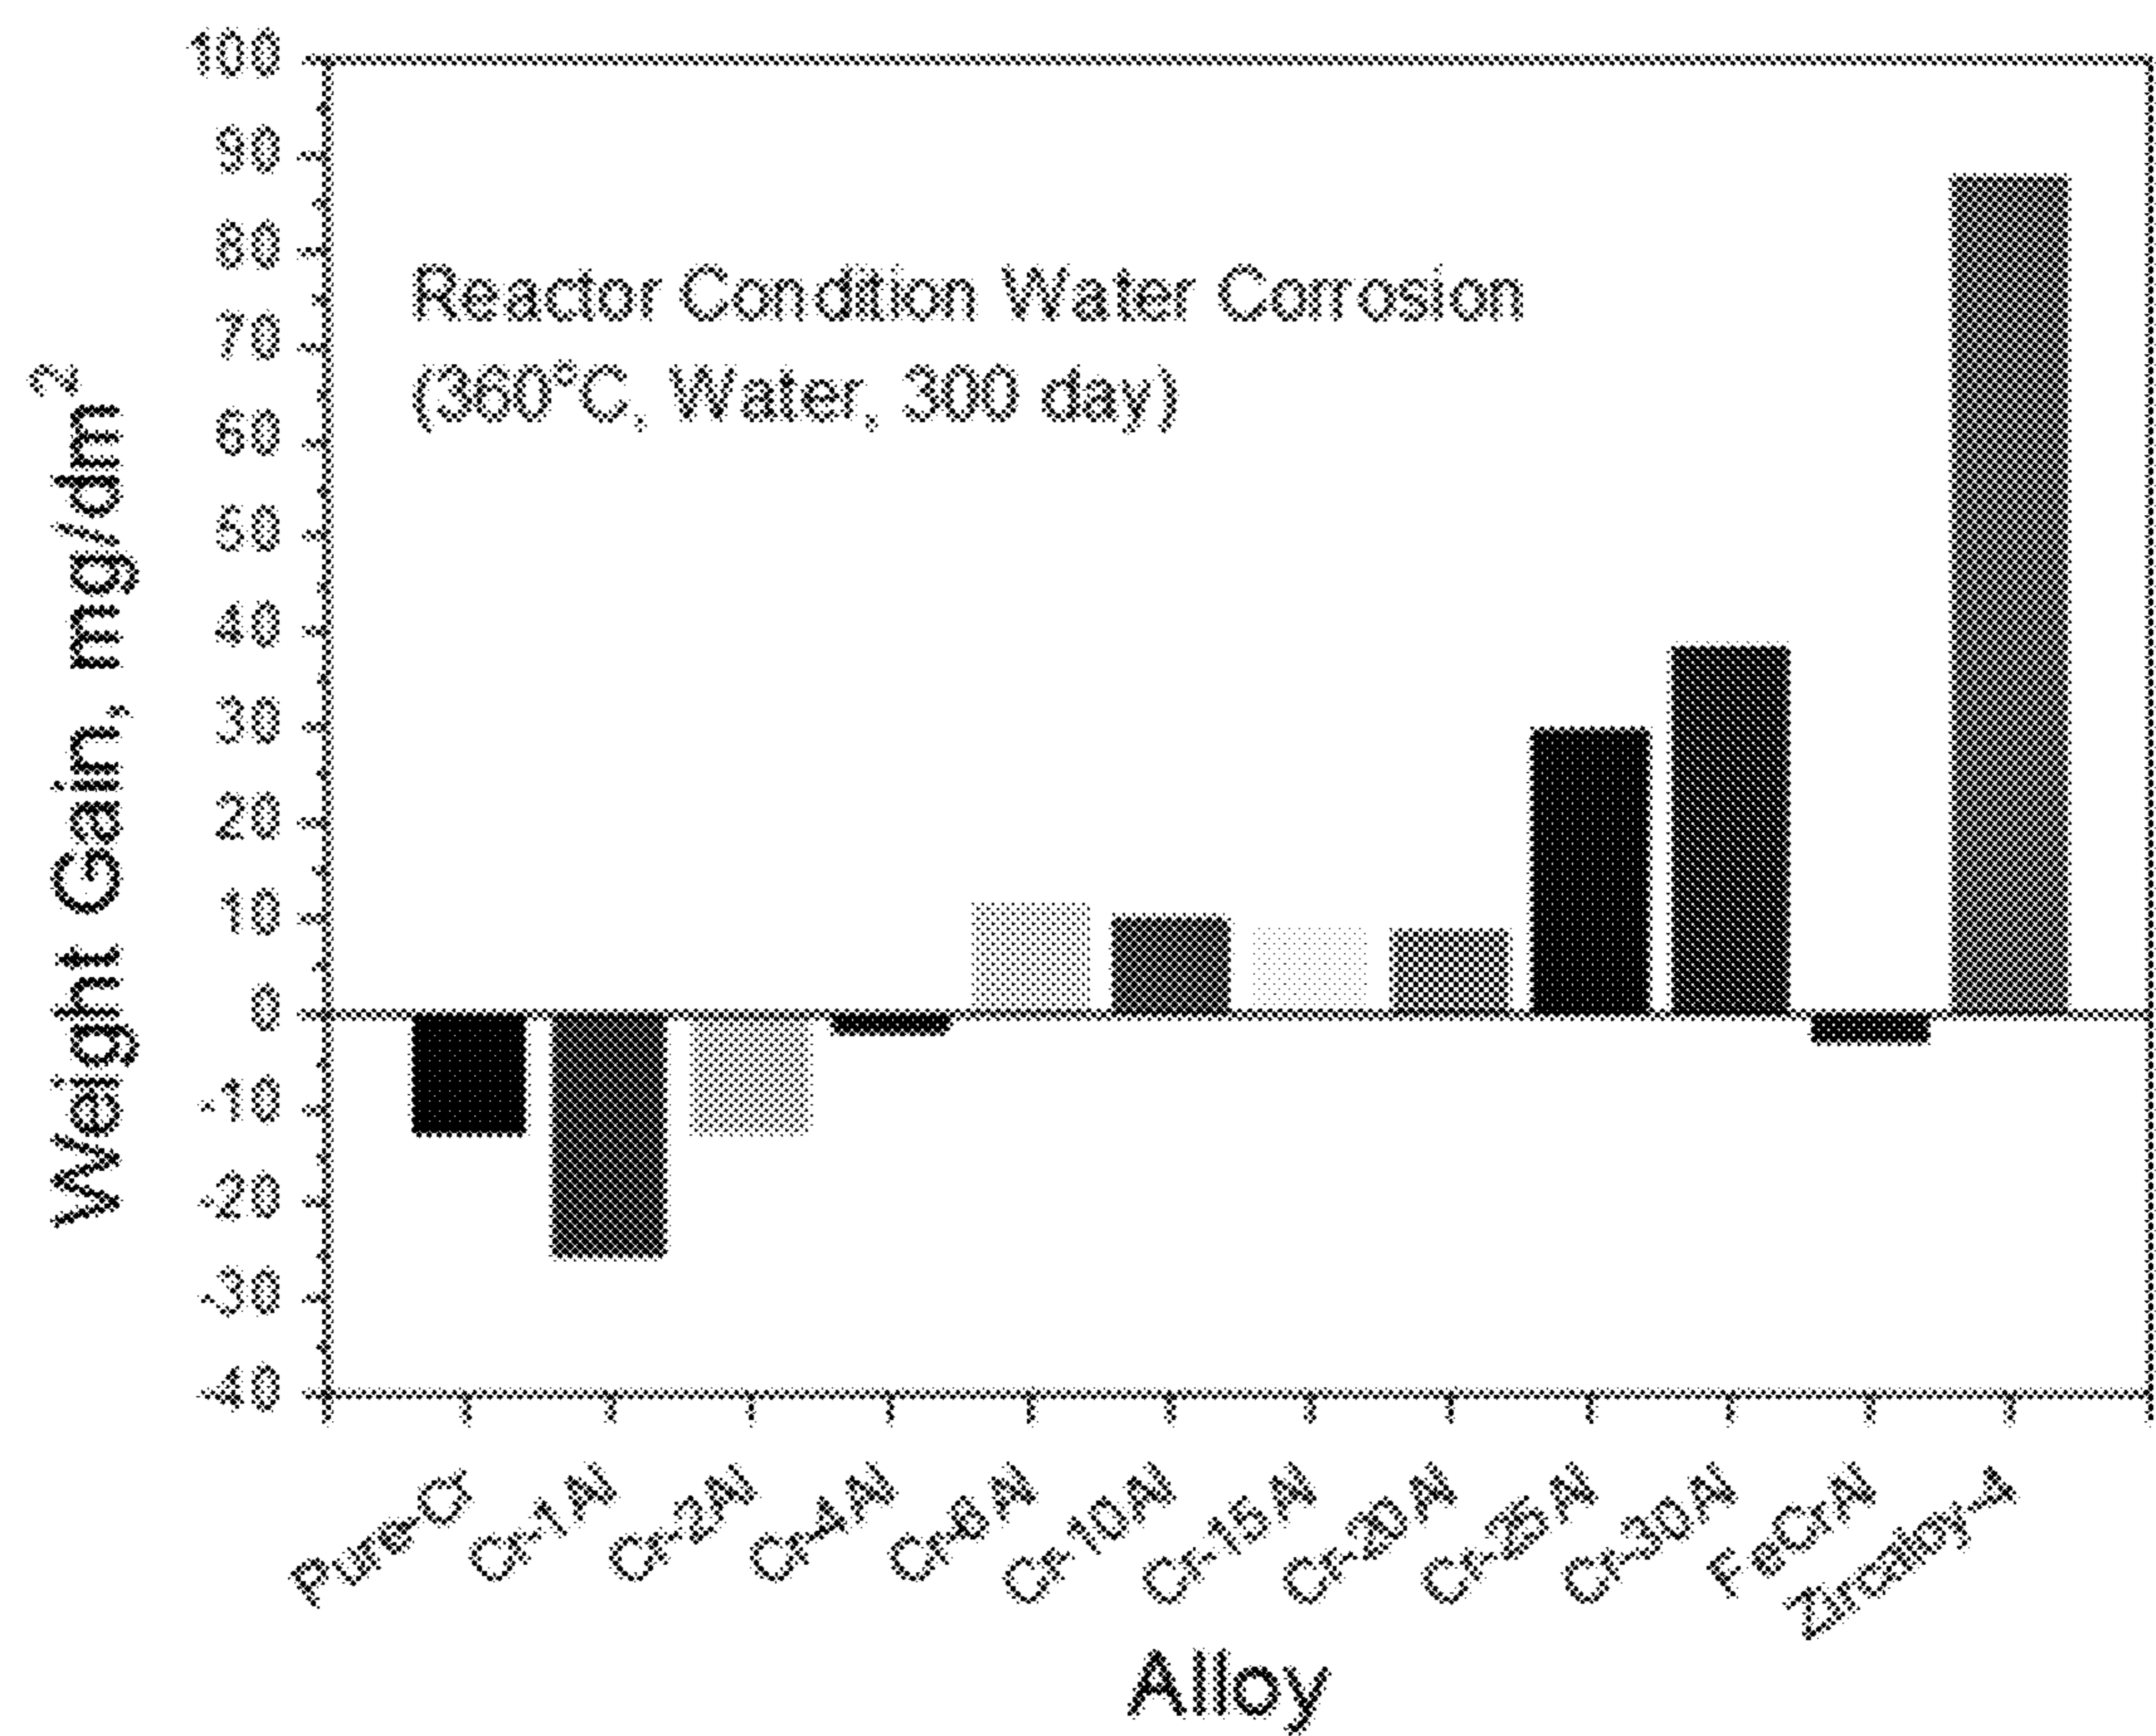 100
90
80
70
60
50
40
30
20
10
0
-10
-20
-30
-40
Weight Gain, mg/dm²
Reactor Condition Water Corrosion
(360°C, Water, 300 day)
Pure-Cr
Cr-1Al
Cr-2Al
Cr-4Al
Cr-6Al
Cr-10Al
Cr-15Al
Cr-20Al
Cr-25Al
Cr-30Al
FeCrAl
Zircaloy-4
Alloy